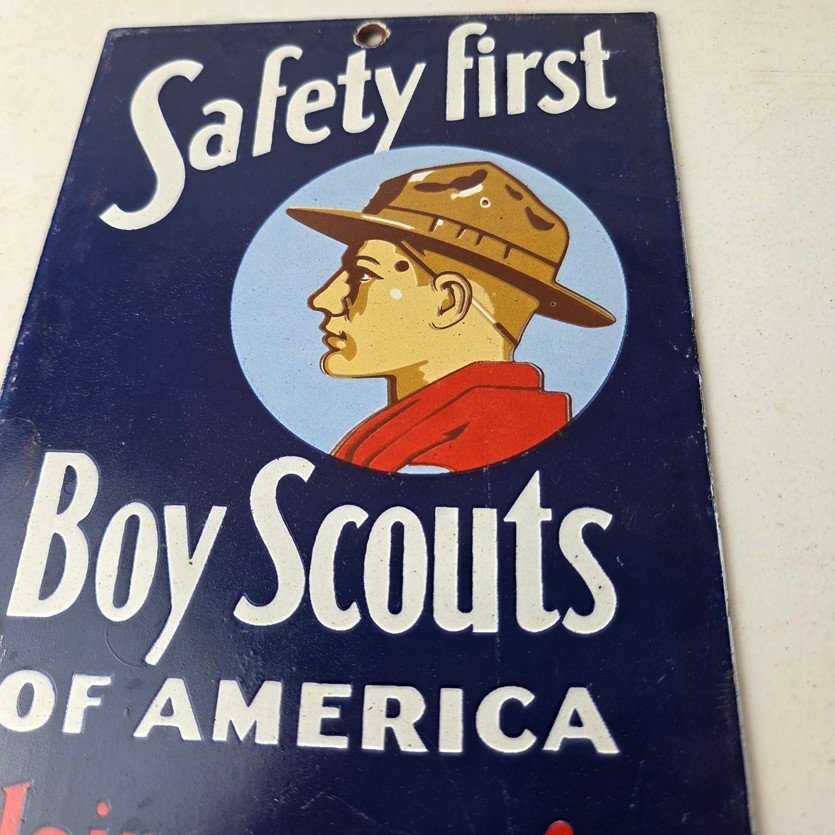 Safety first
Boy Scouts
OF AMERICA